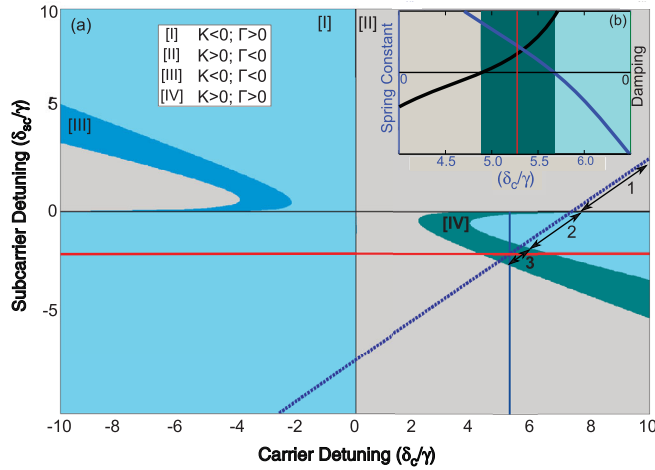 10
(a)
[I]
[II]
(b)
[I] K<0; Γ>0
[II] K>0; Γ<0
[III] K<0; Γ<0
[IV] K>0; Γ>0
Spring Constant
0
0
Damping
4.5 5.0 5.5 6.0
(δc/γ)
5
[III]
Subcarrier Detuning (δsc/γ)
1
0
[IV]
2
3
-5
-10 -8 -6 -4 -2 0 2 4 6 8 10
Carrier Detuning (δc/γ)